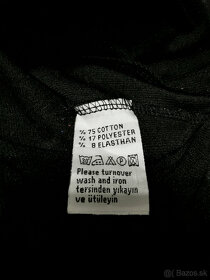 % 75 COTTON
% 17 POLYESTER
% 8 ELASTHAN
Please turnover
wash and iron
tersinden yıkayın
ve ütüleyin
Bazos.sk